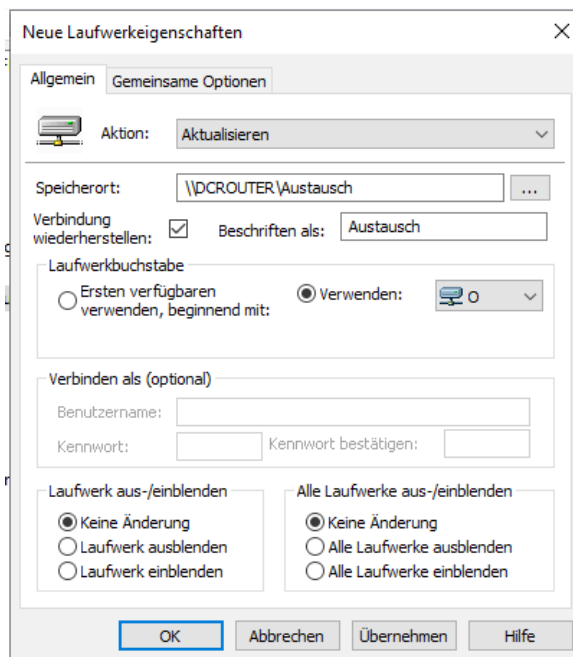 Neue Laufwerkeigenschaften
Allgemein
Gemeinsame Optionen
Aktion:
Aktualisieren
Speicherort:
\\DCROUTER\Austausch
...
Verbindung
wiederherstellen:
Beschriften als:
Austausch
Laufwerkbuchstabe
Ersten verfügbaren
verwenden, beginnend mit:
Verwenden:
O
Verbinden als (optional)
Benutzername:
Kennwort:
Kennwort bestätigen:
Laufwerk aus-/einblenden
Keine Änderung
Laufwerk ausblenden
Laufwerk einblenden
Alle Laufwerke aus-/einblenden
Keine Änderung
Alle Laufwerke ausblenden
Alle Laufwerke einblenden
OK
Abbrechen
Übernehmen
Hilfe